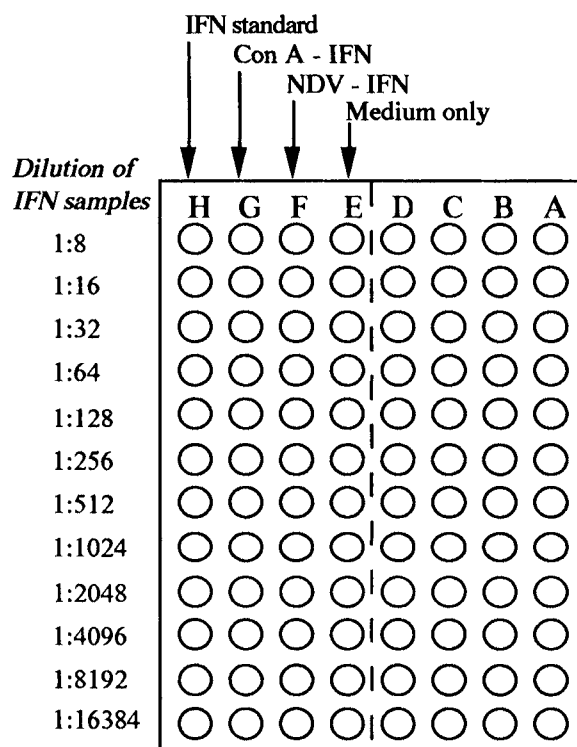 IFN standard
Con A - IFN
NDV - IFN
Medium only
Dilution of
IFN samples
H G F E D C B A
1:8
1:16
1:32
1:64
1:128
1:256
1:512
1:1024
1:2048
1:4096
1:8192
1:16384